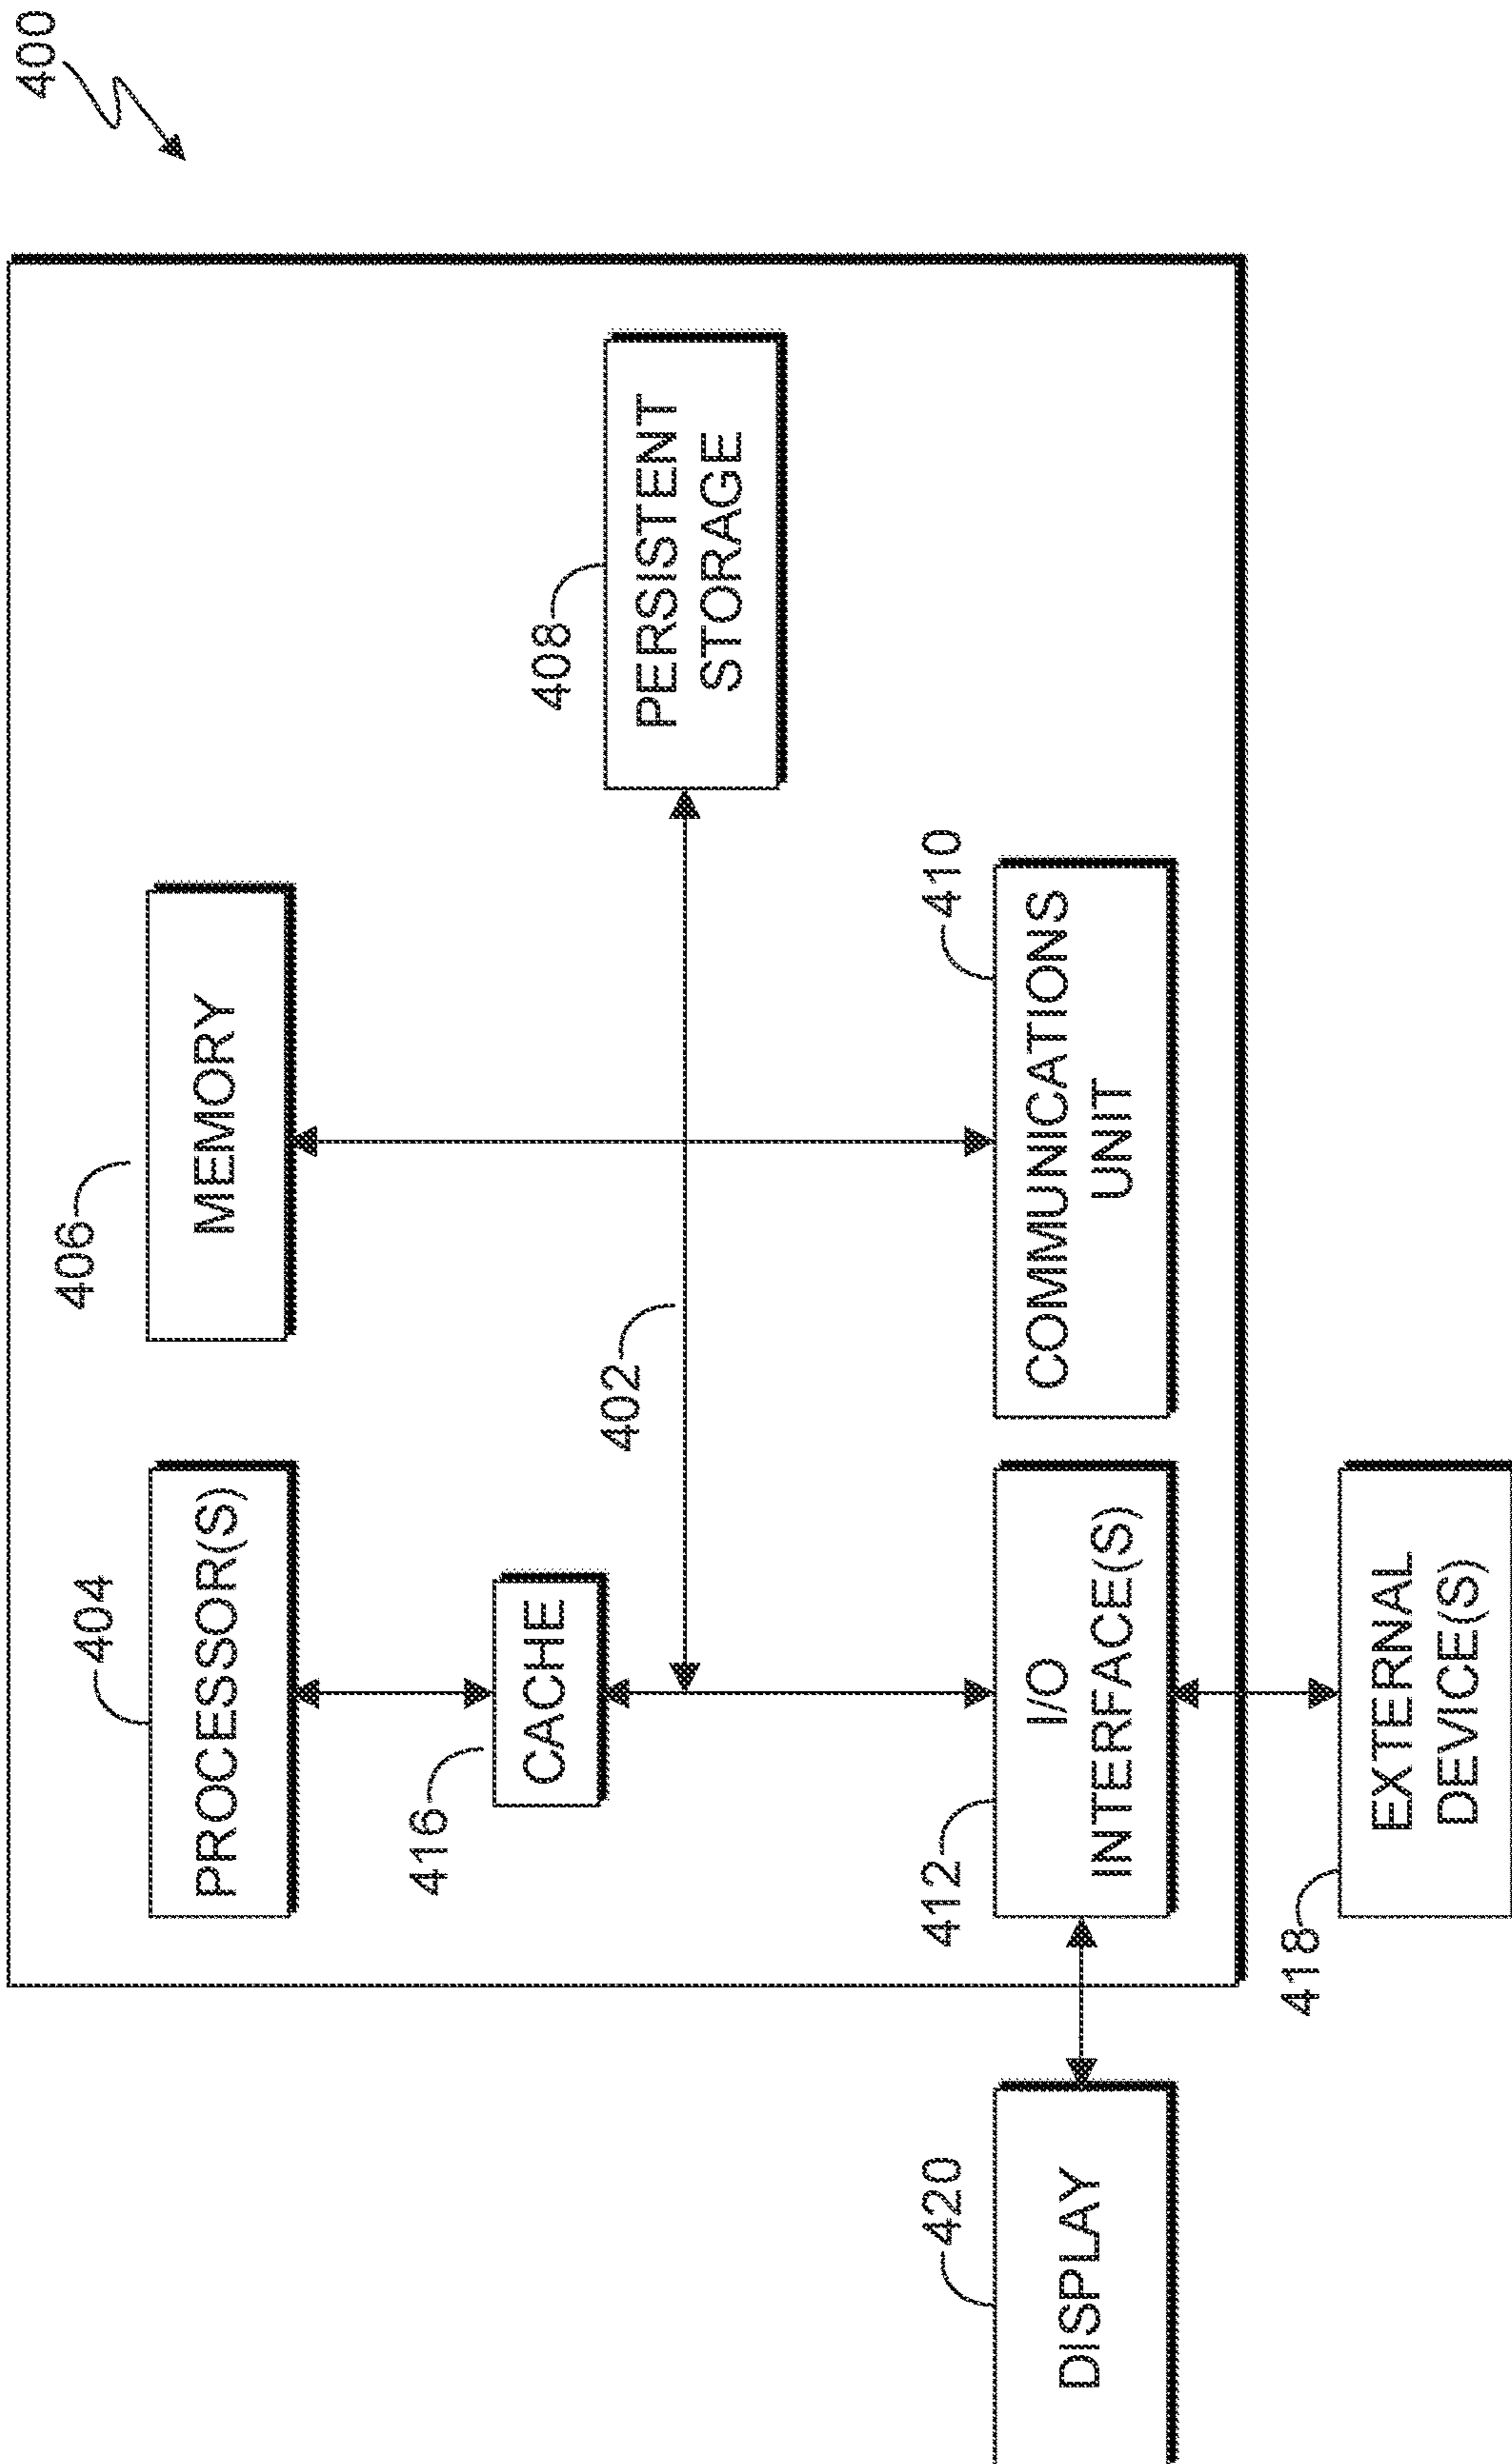 400
404
PROCESSOR(S)
406
MEMORY
416
CACHE
402
408
PERSISTENT
STORAGE
420
DISPLAY
412
I/O
INTERFACE(S)
410
COMMUNICATIONS
UNIT
418
EXTERNAL
DEVICE(S)